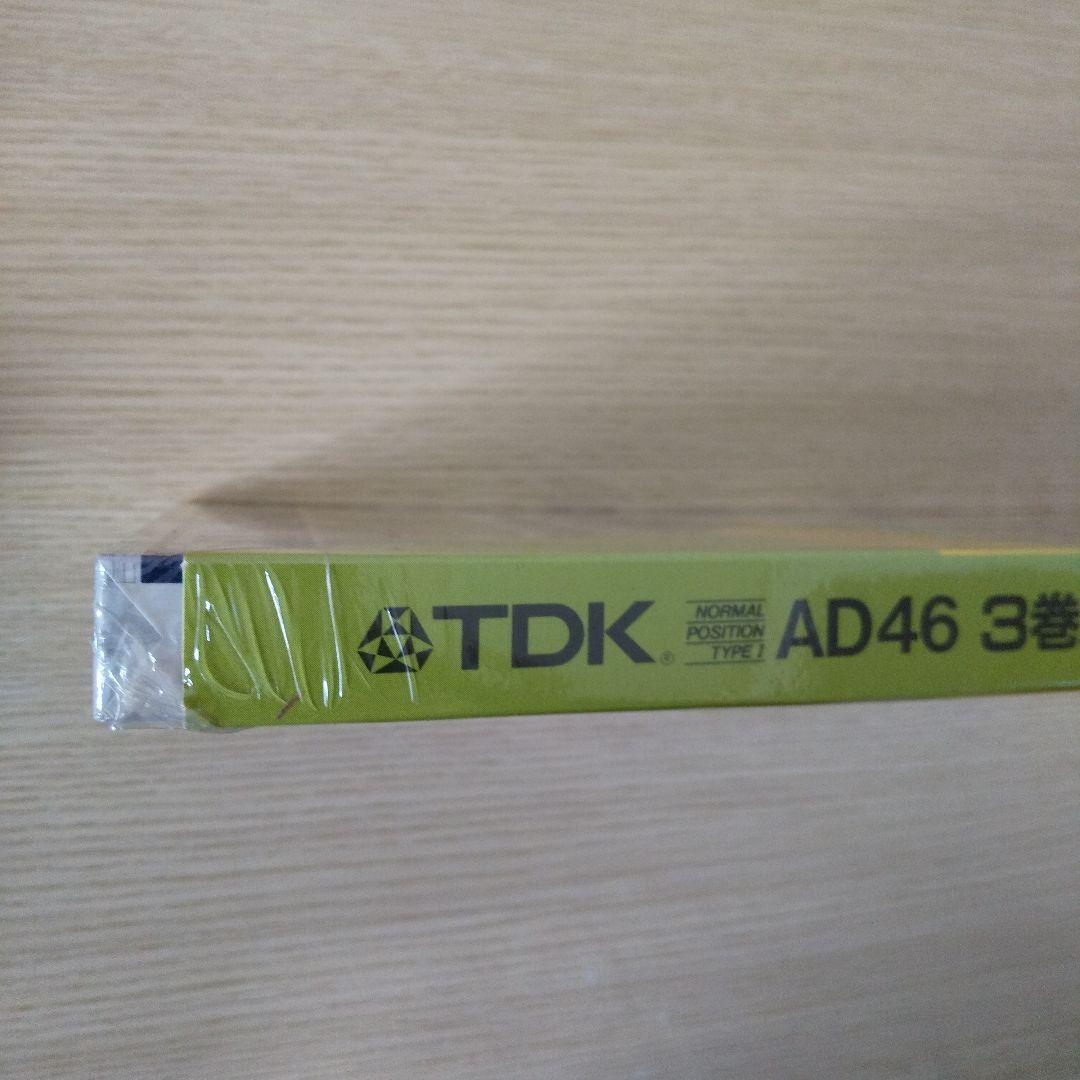 TDK®
NORMAL
POSITION
TYPE I
AD46 3巻